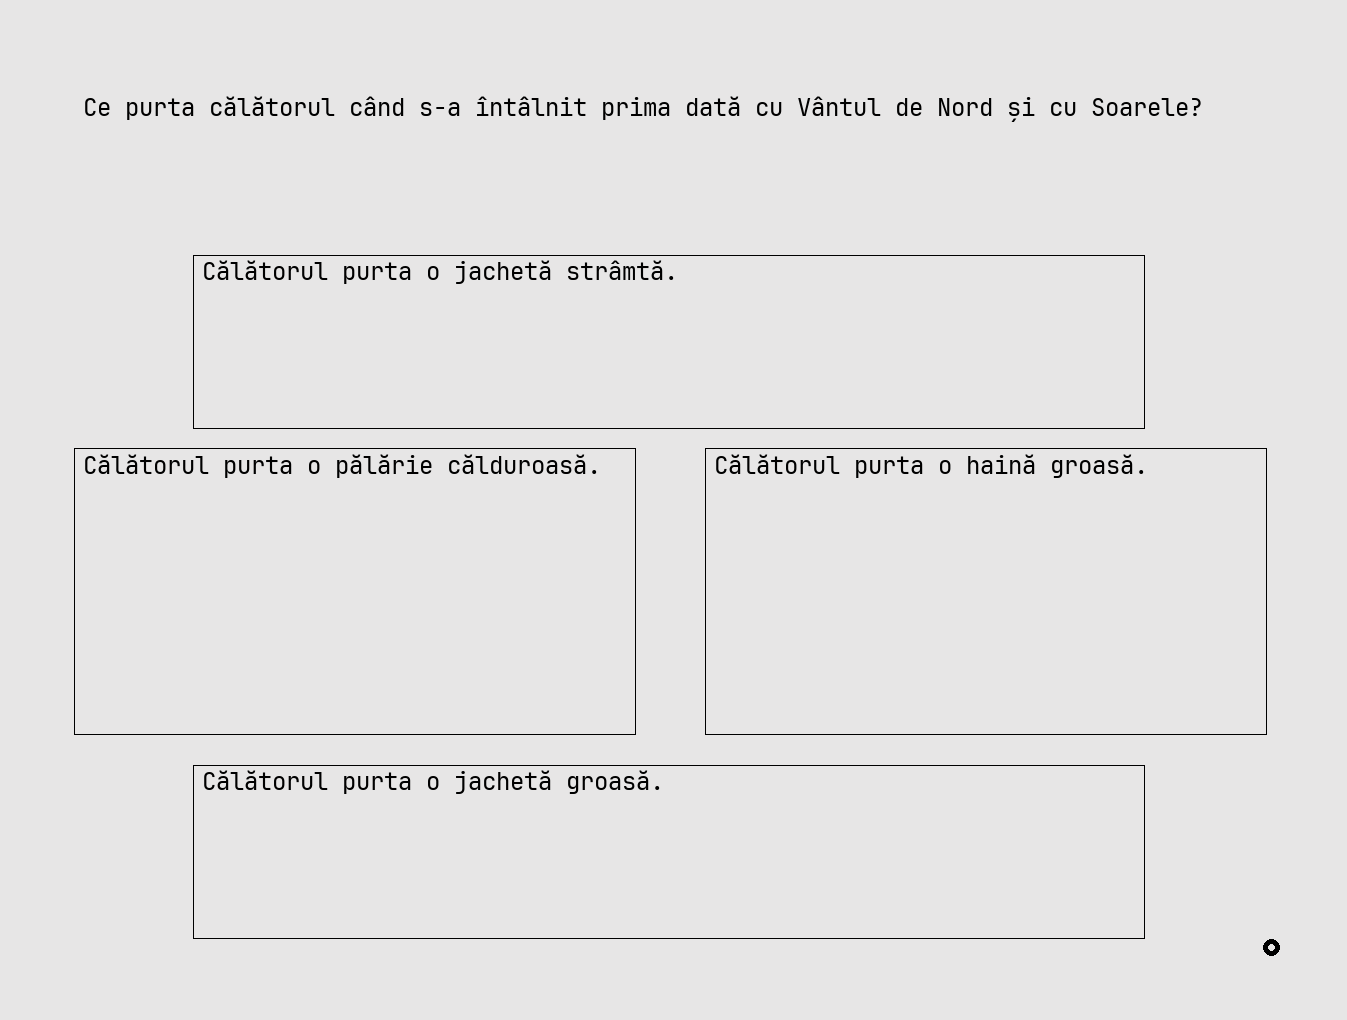 Ce purta călătorul când s-a întâlnit prima dată cu Vântul de Nord și cu Soarele?
Călătorul purta o jachetă strâmtă.
Călătorul purta o pălărie călduroasă.
Călătorul purta o haină groasă.
Călătorul purta o jachetă groasă.